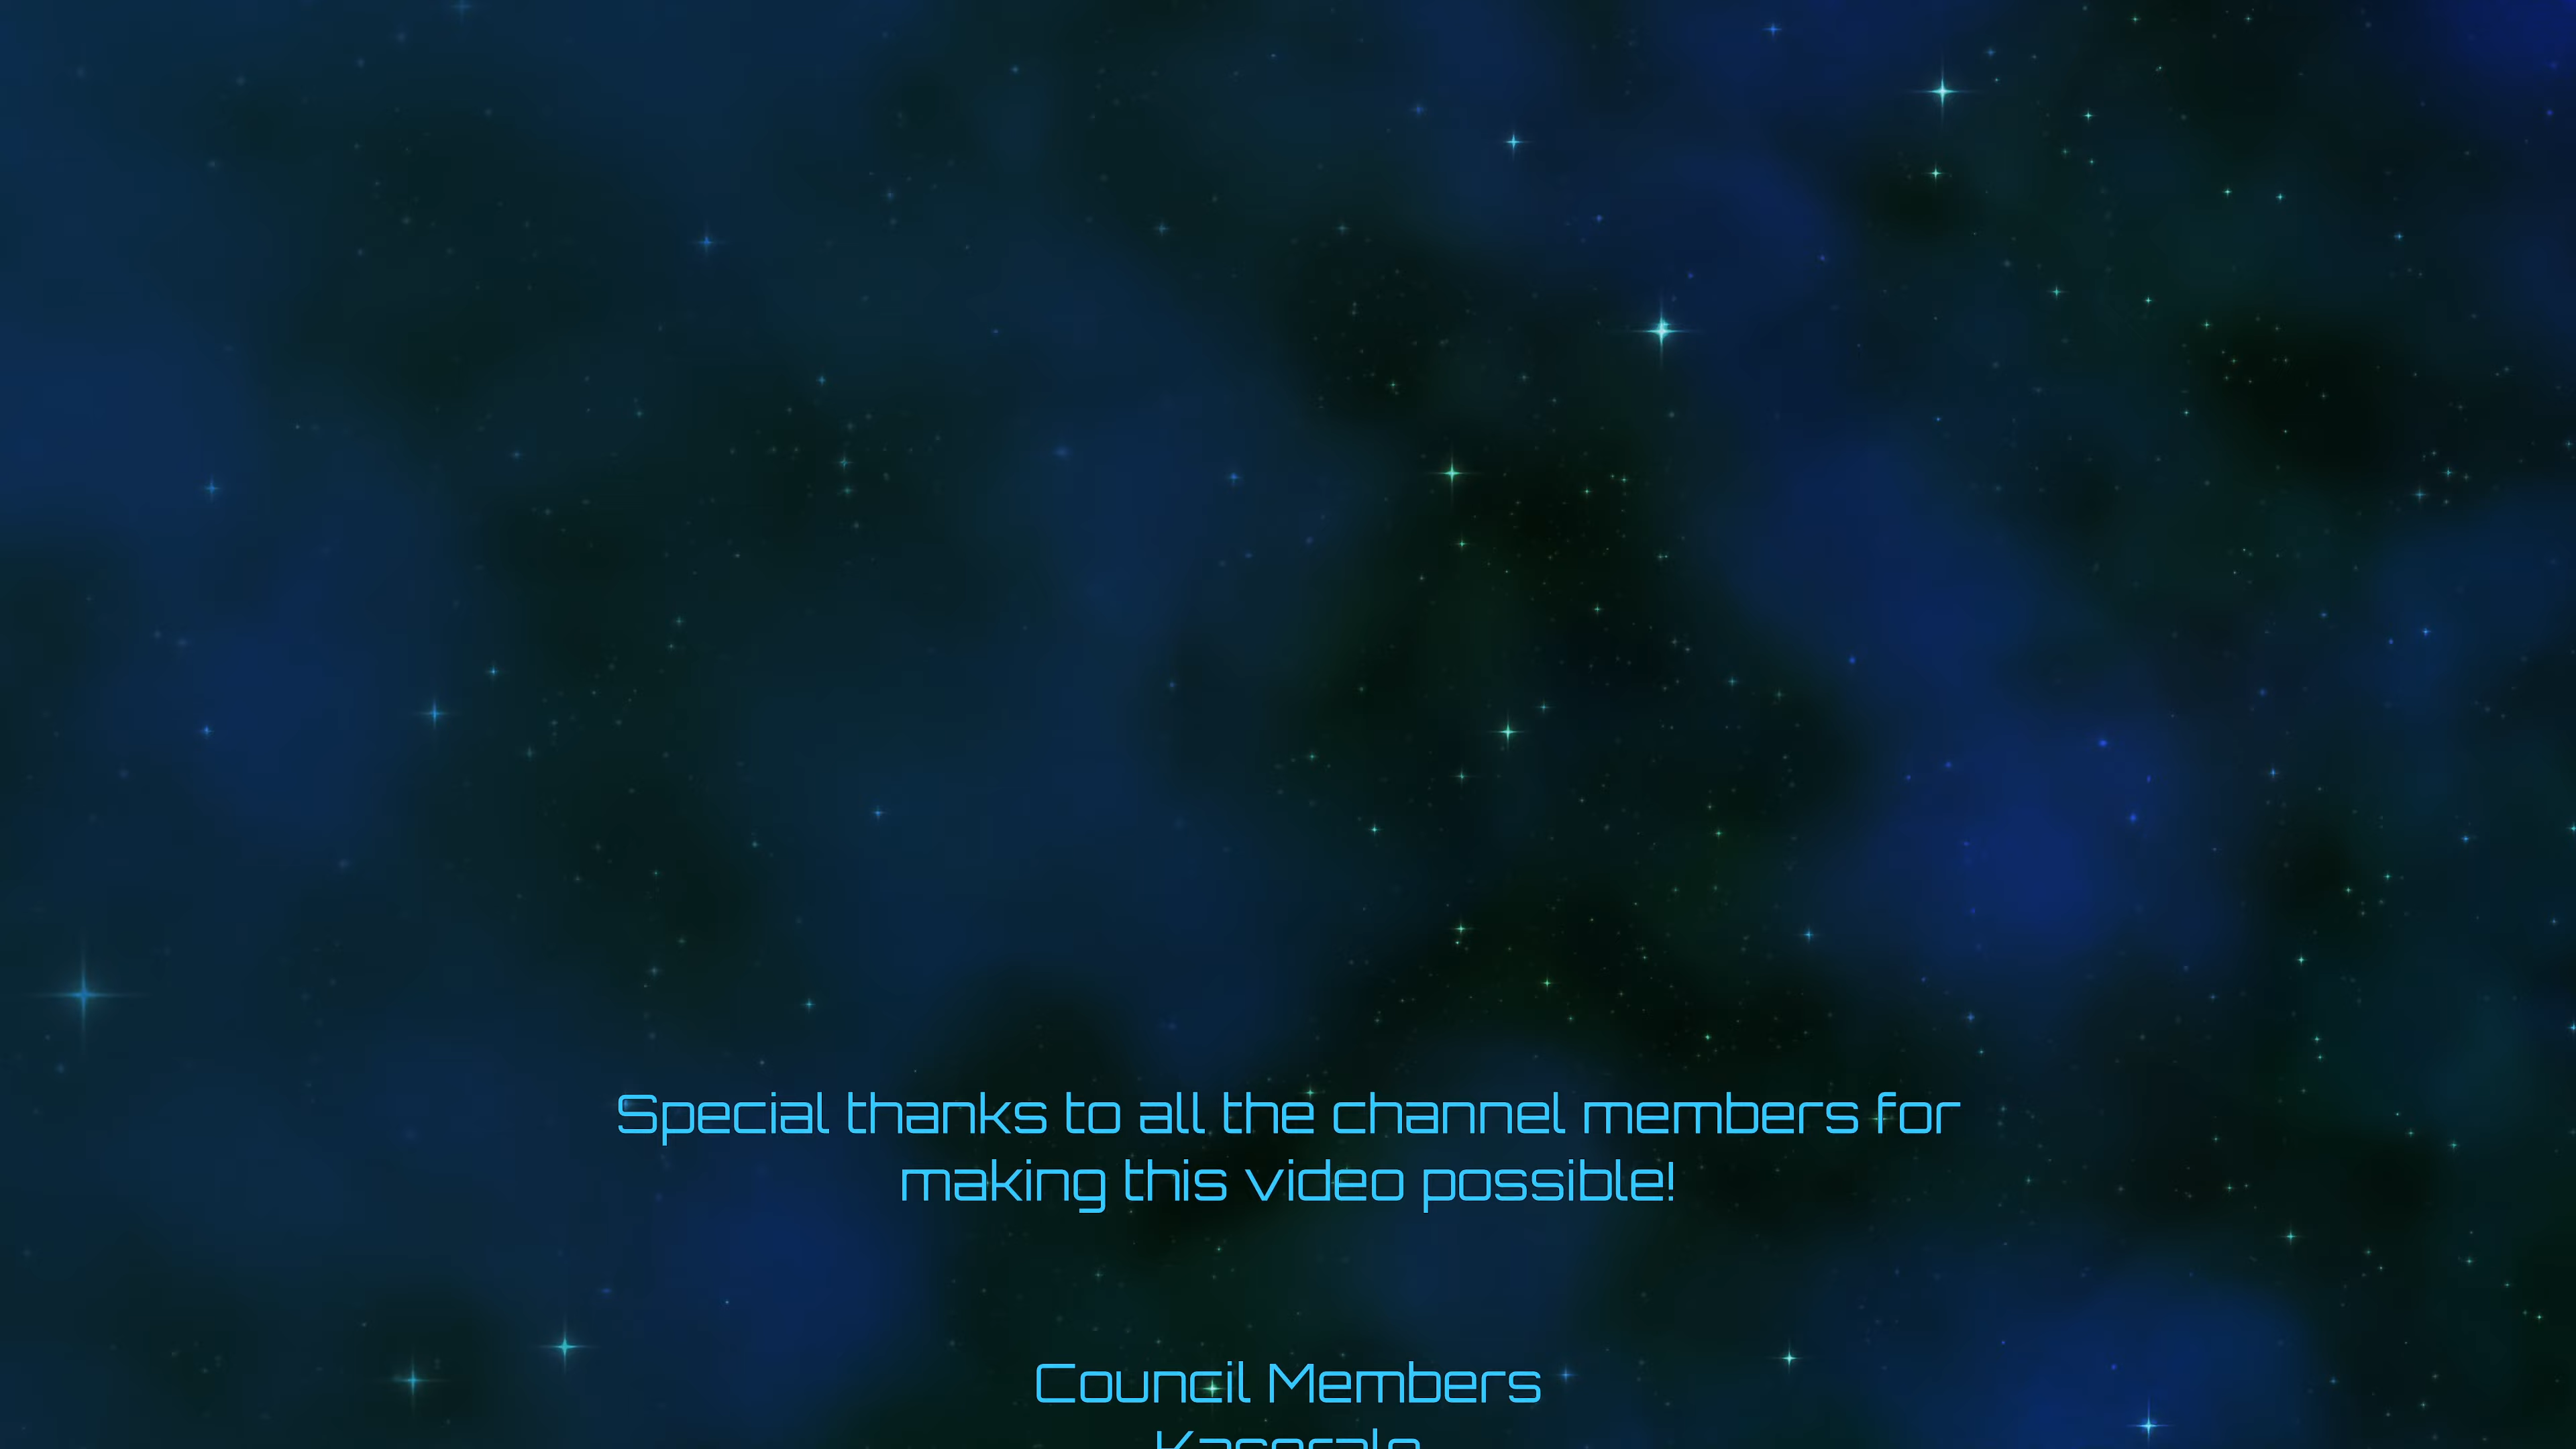 Special thanks to all the channel members for
making this video possible!
Council Members